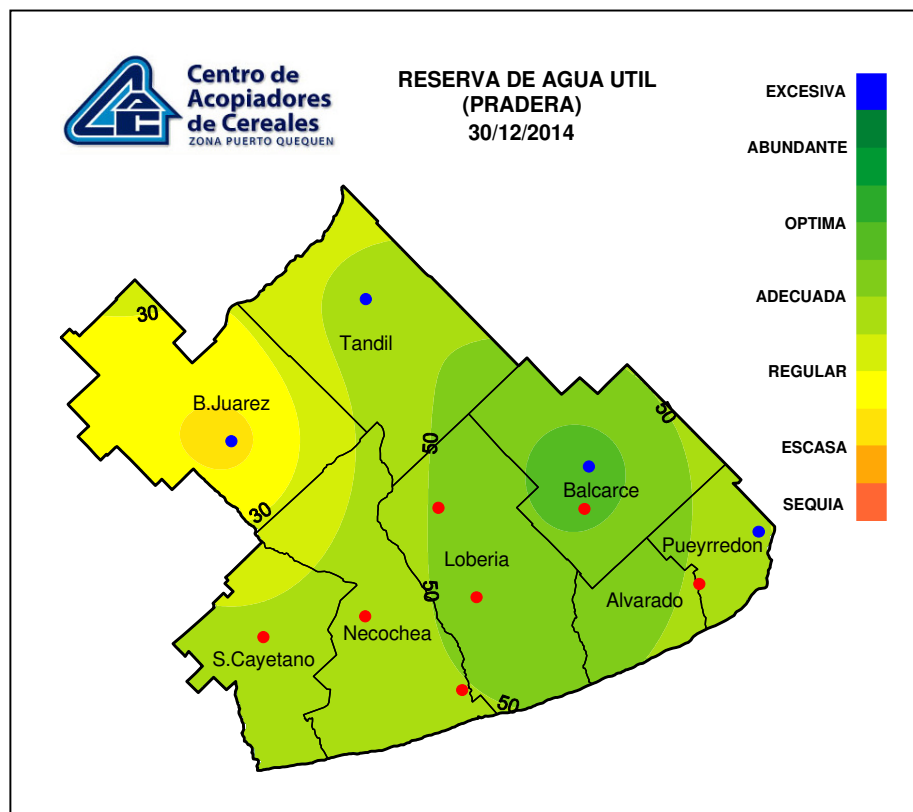 Centro de
Acopiadores
de Cereales
ZONA PUERTO QUEQUEN
CAC
RESERVA DE AGUA UTIL
(PRADERA)
30/12/2014
EXCESIVA
ABUNDANTE
OPTIMA
ADECUADA
REGULAR
ESCASA
SEQUIA
30
Tandil
B.Juarez
50
50
Balcarce
30
Pueyrredon
Loberia
50
Alvarado
Necochea
S.Cayetano
50